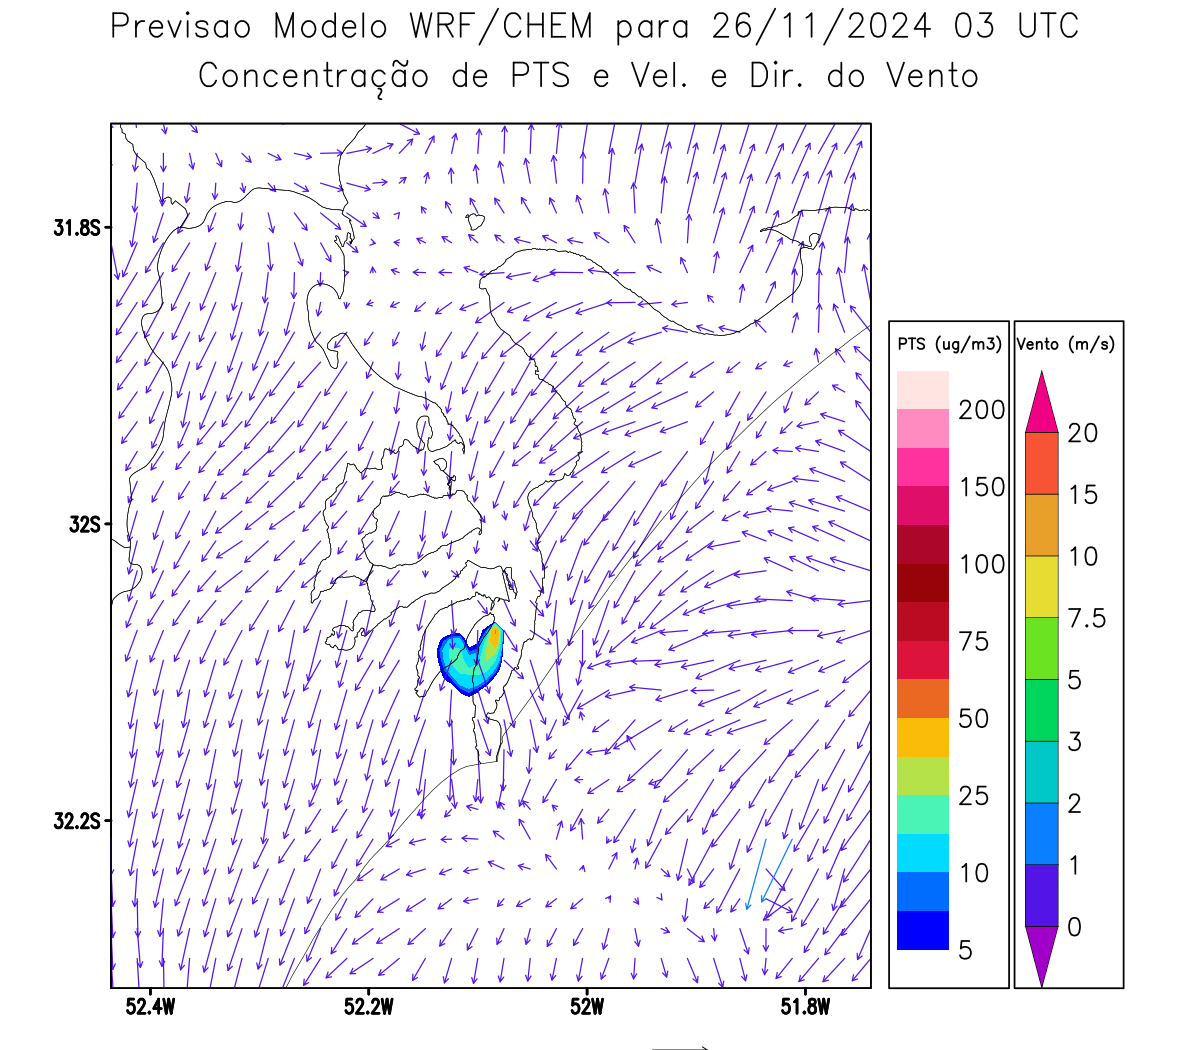 Previsao Modelo WRF/CHEM para 26/11/2024 03 UTC
Concentração de PTS e Vel. e Dir. do Vento
31.8S
32S
32.2S
52.4W
52.2W
52W
51.8W
PTS (ug/m3)
200
150
100
75
50
25
10
5
Vento (m/s)
20
15
10
7.5
5
3
2
1
0